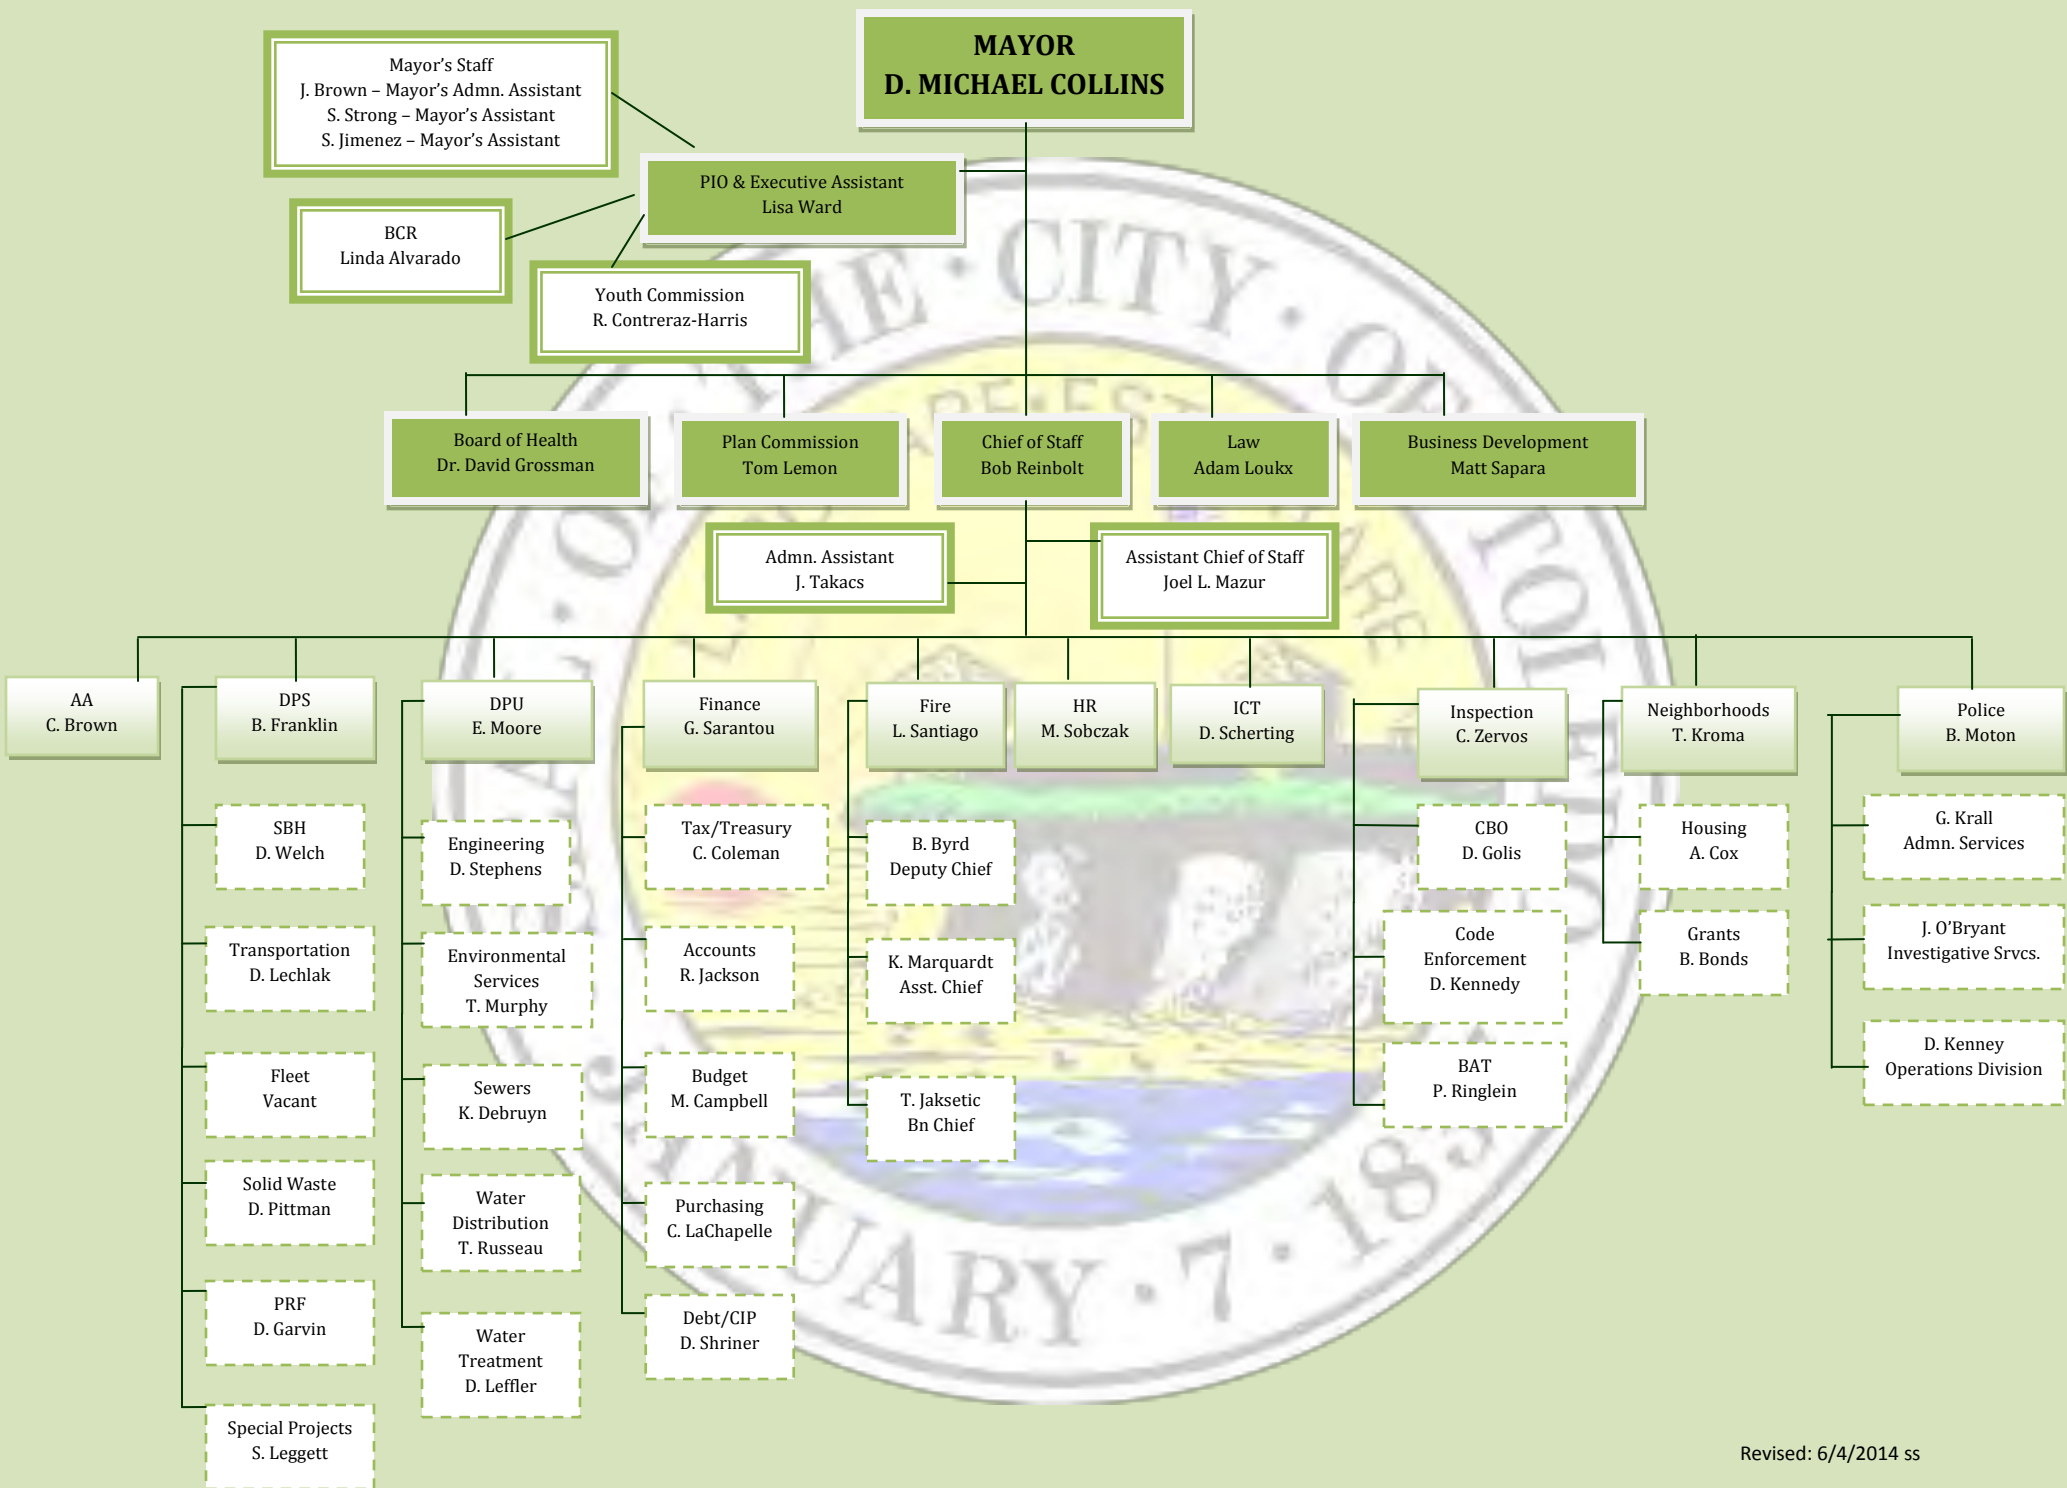 MAYOR
D. MICHAEL COLLINS
Mayor's Staff
J. Brown – Mayor's Admn. Assistant
S. Strong – Mayor's Assistant
S. Jimenez – Mayor's Assistant
PIO & Executive Assistant
Lisa Ward
BCR
Linda Alvarado
Youth Commission
R. Contreraz-Harris
Board of Health
Dr. David Grossman
Plan Commission
Tom Lemon
Chief of Staff
Bob Reinbolt
Law
Adam Loukx
Business Development
Matt Sapara
Admn. Assistant
J. Takacs
Assistant Chief of Staff
Joel L. Mazur
AA
C. Brown
DPS
B. Franklin
DPU
E. Moore
Finance
G. Sarantou
Fire
L. Santiago
HR
M. Sobczak
ICT
D. Scherting
Inspection
C. Zervos
Neighborhoods
T. Kroma
Police
B. Moton
SBH
D. Welch
Transportation
D. Lechlak
Fleet
Vacant
Solid Waste
D. Pittman
PRF
D. Garvin
Special Projects
S. Leggett
Engineering
D. Stephens
Environmental
Services
T. Murphy
Sewers
K. Debruyn
Water
Distribution
T. Russeau
Water
Treatment
D. Leffler
Tax/Treasury
C. Coleman
Accounts
R. Jackson
Budget
M. Campbell
Purchasing
C. LaChapelle
Debt/CIP
D. Shriner
B. Byrd
Deputy Chief
K. Marquardt
Asst. Chief
T. Jaksetic
Bn Chief
CBO
D. Golis
Code
Enforcement
D. Kennedy
BAT
P. Ringlein
Housing
A. Cox
Grants
B. Bonds
G. Krall
Admn. Services
J. O'Bryant
Investigative Srvcs.
D. Kenney
Operations Division
THE · CITY · OF
JANUARY · 7 ·
Revised: 6/4/2014 ss